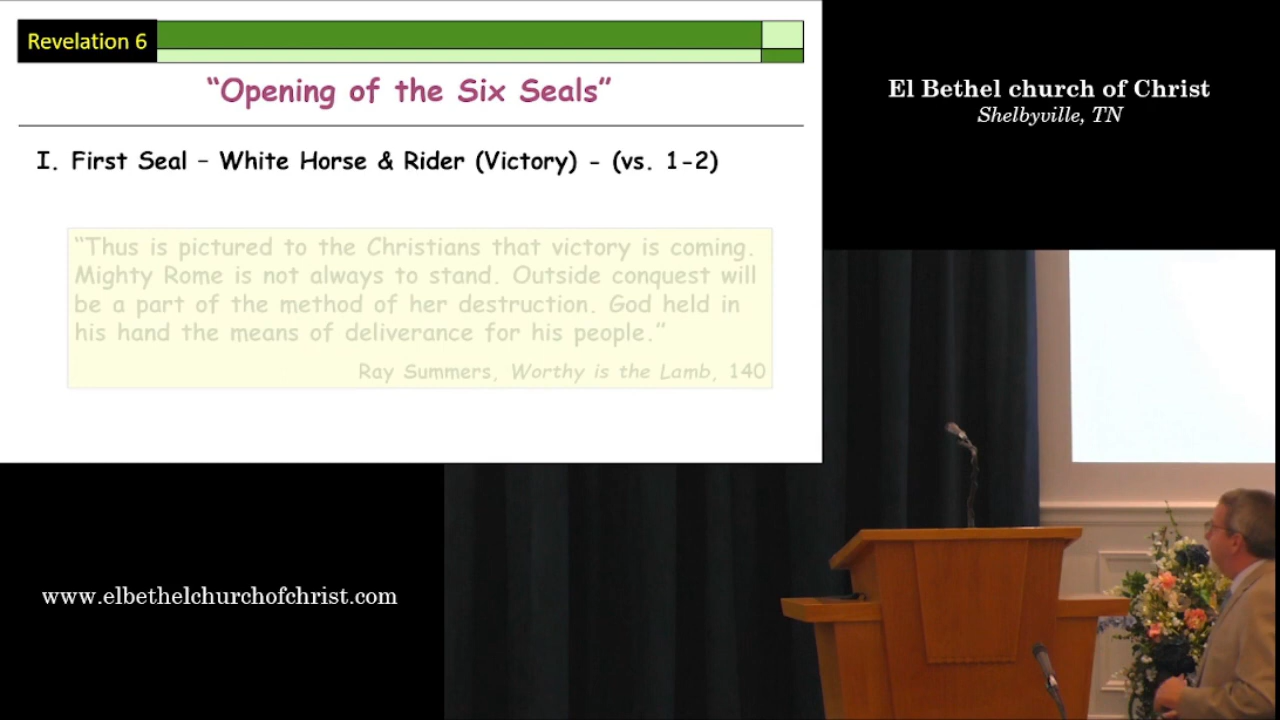 Revelation 6
“Opening of the Six Seals”
I. First Seal – White Horse & Rider (Victory) - (vs. 1-2)
“Thus is pictured to the Christians that victory is coming.
Mighty Rome is not always to stand. Outside conquest will
be a part of the method of her destruction. God held in
his hand the means of deliverance for his people.”
Ray Summers, Worthy is the Lamb, 140
El Bethel church of Christ
Shelbyville, TN
www.elbethelchurchofchrist.com